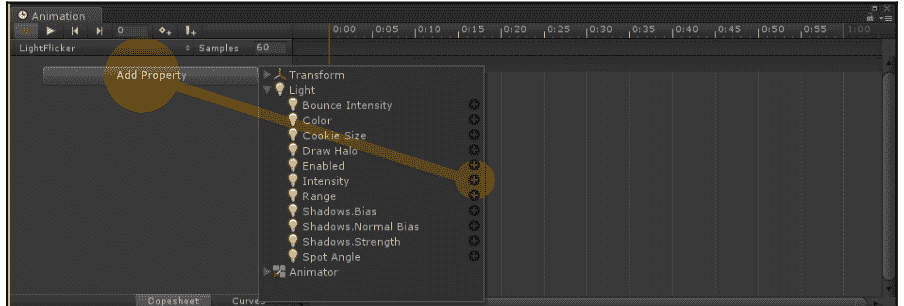 Animation
0 0:00 0:05 0:10 0:15 0:20 0:25 0:30 0:35 0:40 0:45 0:50 0:55 1:00
LightFlicker Samples 60
Add Property
Transform
Light
Bounce Intensity
Color
Cookie Size
Draw Halo
Enabled
Intensity
Range
Shadows.Bias
Shadows.Normal Bias
Shadows.Strength
Spot Angle
Animator
Dopesheet Curves